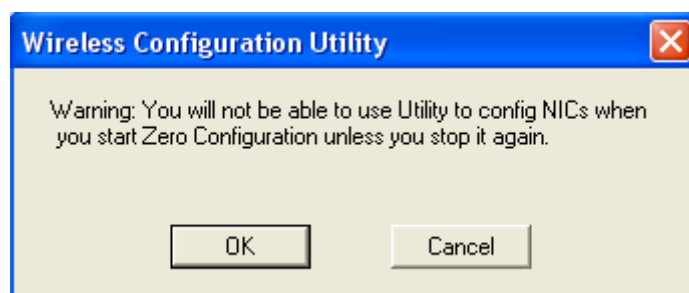 Wireless Configuration Utility
Warning: You will not be able to use Utility to config NICs when
you start Zero Configuration unless you stop it again.
OK
Cancel